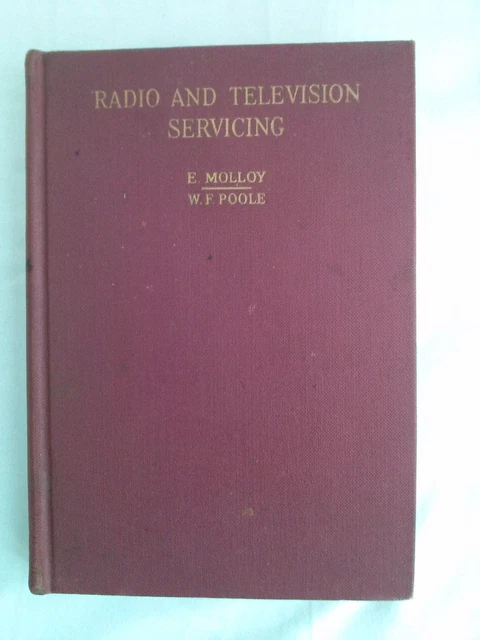 RADIO AND TELEVISION
SERVICING
E. MOLLOY
W. F. POOLE